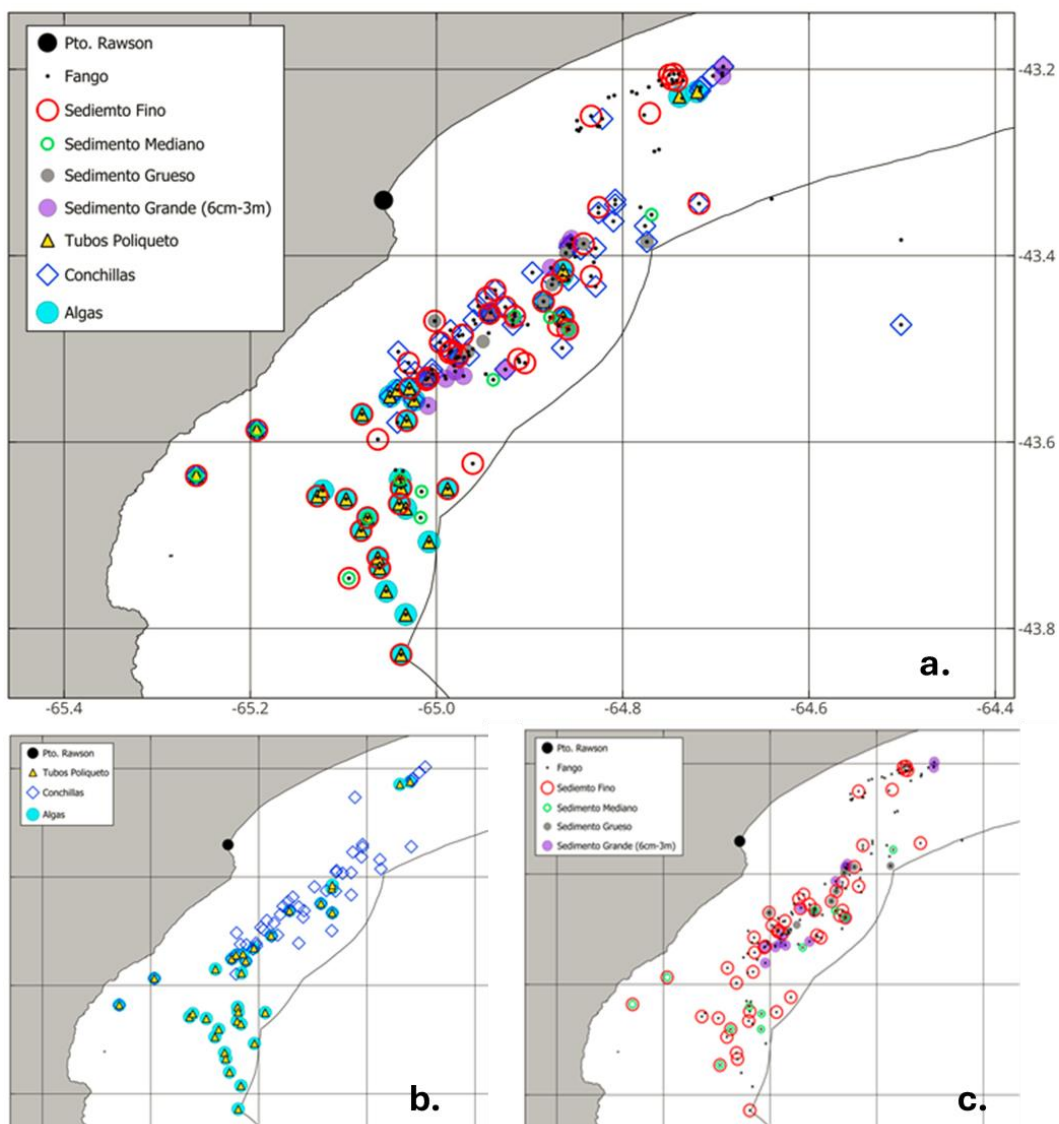 Pto. Rawson
Fango
Sediemto Fino
Sedimento Mediano
Sedimento Grueso
Sedimento Grande (6cm-3m)
Tubos Poliqueto
Conchillas
Algas
-43.2
-43.4
-43.6
-43.8
a.
-65.4 -65.2 -65.0 -64.8 -64.6 -64.4
Pto. Rawson
Tubos Poliqueto
Conchillas
Algas
b.
Pto. Rawson
Fango
Sediemto Fino
Sedimento Mediano
Sedimento Grueso
Sedimento Grande (6cm-3m)
c.